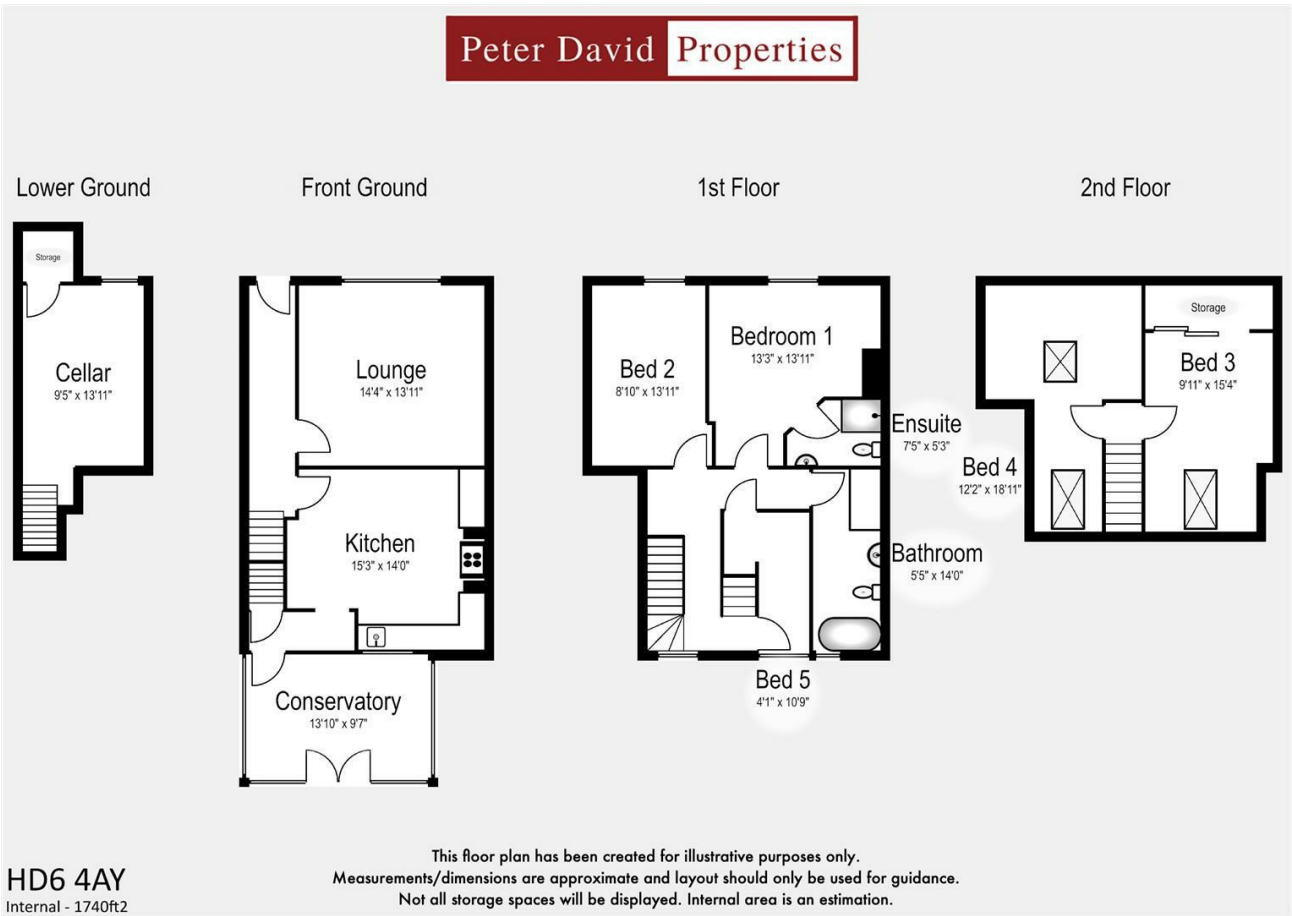 Peter David Properties
Lower Ground
Front Ground
1st Floor
2nd Floor
Storage
Cellar
9'5" x 13'11"
Lounge
14'4" x 13'11"
Kitchen
15'3" x 14'0"
Conservatory
13'10" x 9'7"
Bed 2
8'10" x 13'11"
Bedroom 1
13'3" x 13'11"
Ensuite
7'5" x 5'3"
Bathroom
5'5" x 14'0"
Bed 5
4'1" x 10'9"
Storage
Bed 3
9'11" x 15'4"
Bed 4
12'2" x 18'11"
This floor plan has been created for illustrative purposes only.
Measurements/dimensions are approximate and layout should only be used for guidance.
Not all storage spaces will be displayed. Internal area is an estimation.
HD6 4AY
Internal - 1740ft2